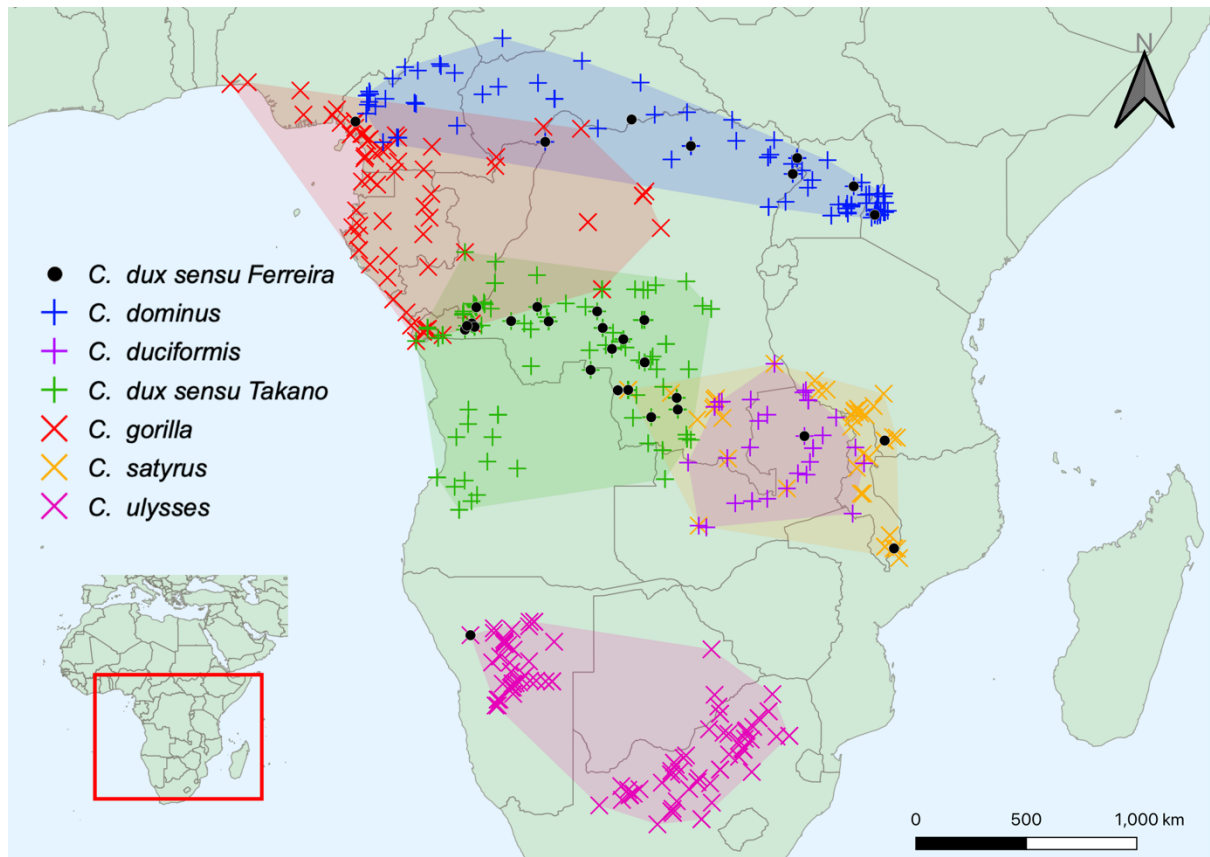 N
C. dux sensu Ferreira
C. dominus
C. duciformis
C. dux sensu Takano
C. gorilla
C. satyrus
C. ulysses
0 500 1,000 km